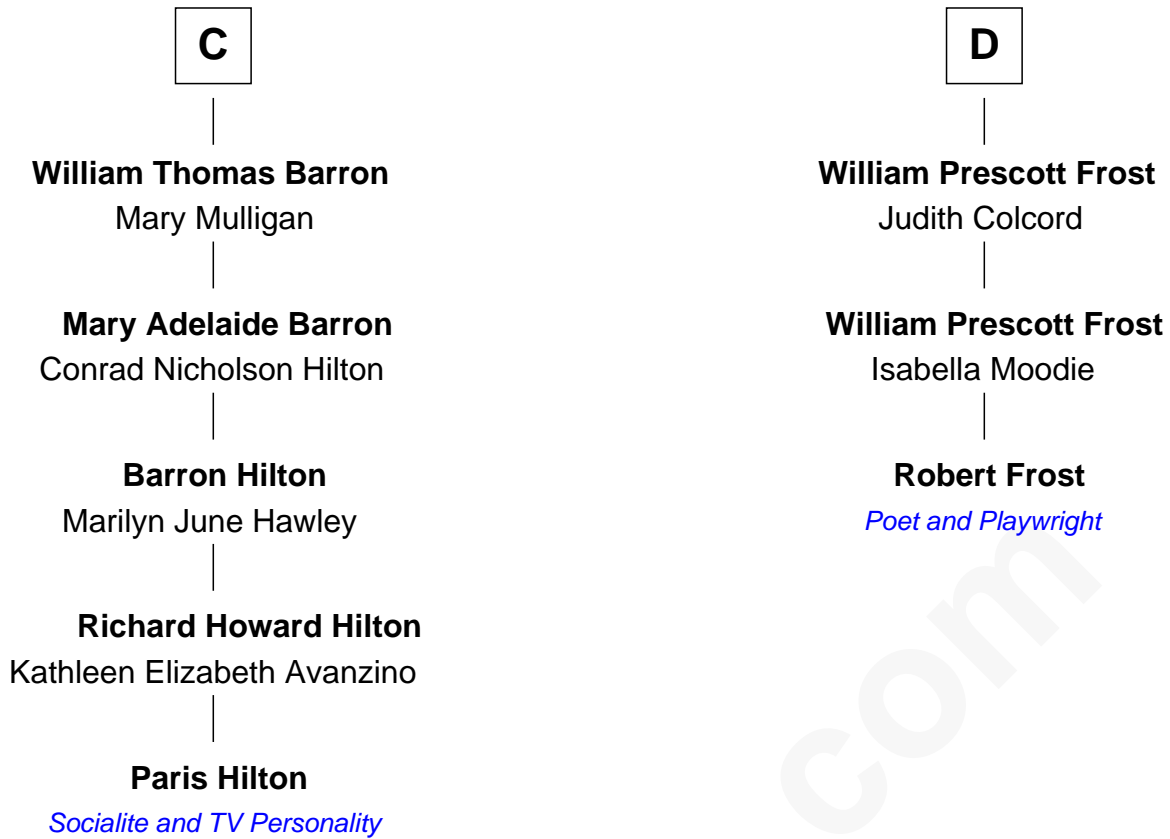 C
William Thomas Barron
Mary Mulligan
Mary Adelaide Barron
Conrad Nicholson Hilton
Barron Hilton
Marilyn June Hawley
Richard Howard Hilton
Kathleen Elizabeth Avanzino
Paris Hilton
Socialite and TV Personality
D
William Prescott Frost
Judith Colcord
William Prescott Frost
Isabella Moodie
Robert Frost
Poet and Playwright
com